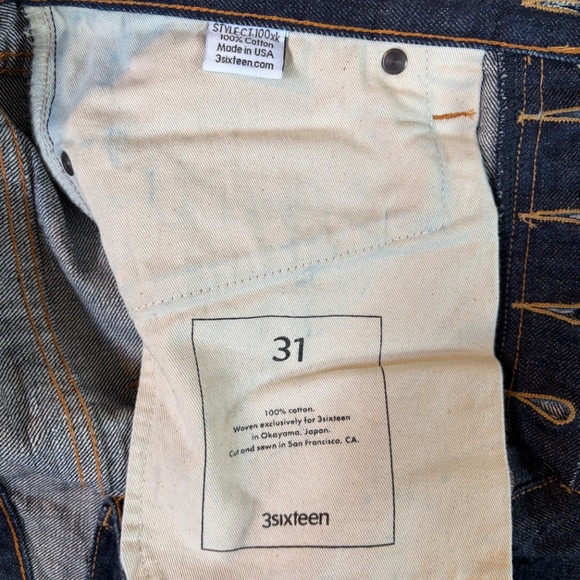 STYLE CT-100xk
100% Cotton
Made in USA
3sixteen.com
31
100% cotton.
Woven exclusively for 3sixteen
in Okayama, Japan.
Cut and sewn in San Francisco, CA.
3sixteen